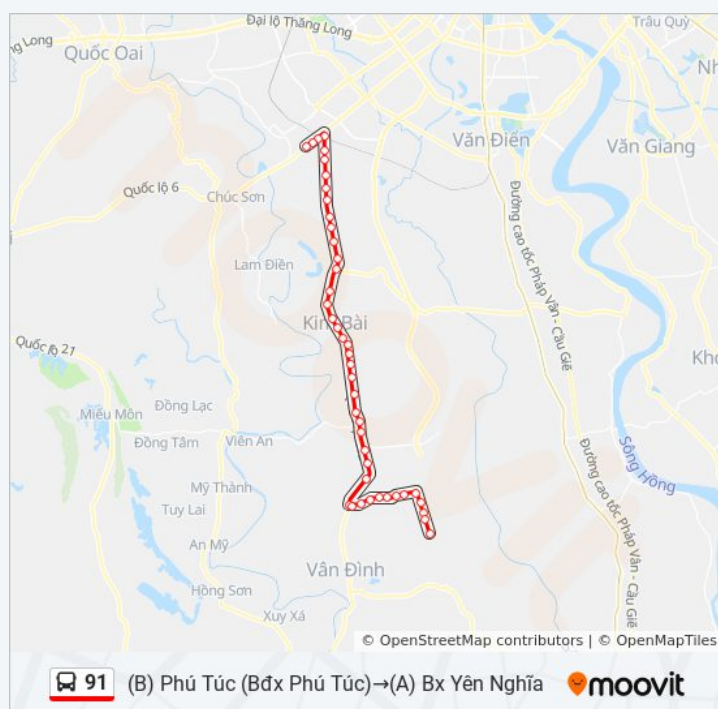 Đại lộ Thăng Long
Trâu Quỳ
ng Long
Quốc Oai
Nh
Văn Điển
Văn Giang
Quốc lộ 6
Chúc Sơn
Đường cao tốc Pháp Vân - Cầu Giẽ
Lam Điền
Kim Bài
Quốc lộ 21
Kho
Miếu Môn
Đồng Lạc
Đồng Tâm
Viên An
Sông Hồng
Mỹ Thành
Tuy Lai
Đường cao tốc Pháp Vân - Cầu Giẽ
An Mỹ
Vân Đình
Hồng Sơn
Xuy Xá
© OpenStreetMap contributors | © OpenMapTiles
91 (B) Phú Túc (Bđx Phú Túc)→(A) Bx Yên Nghĩa moovit